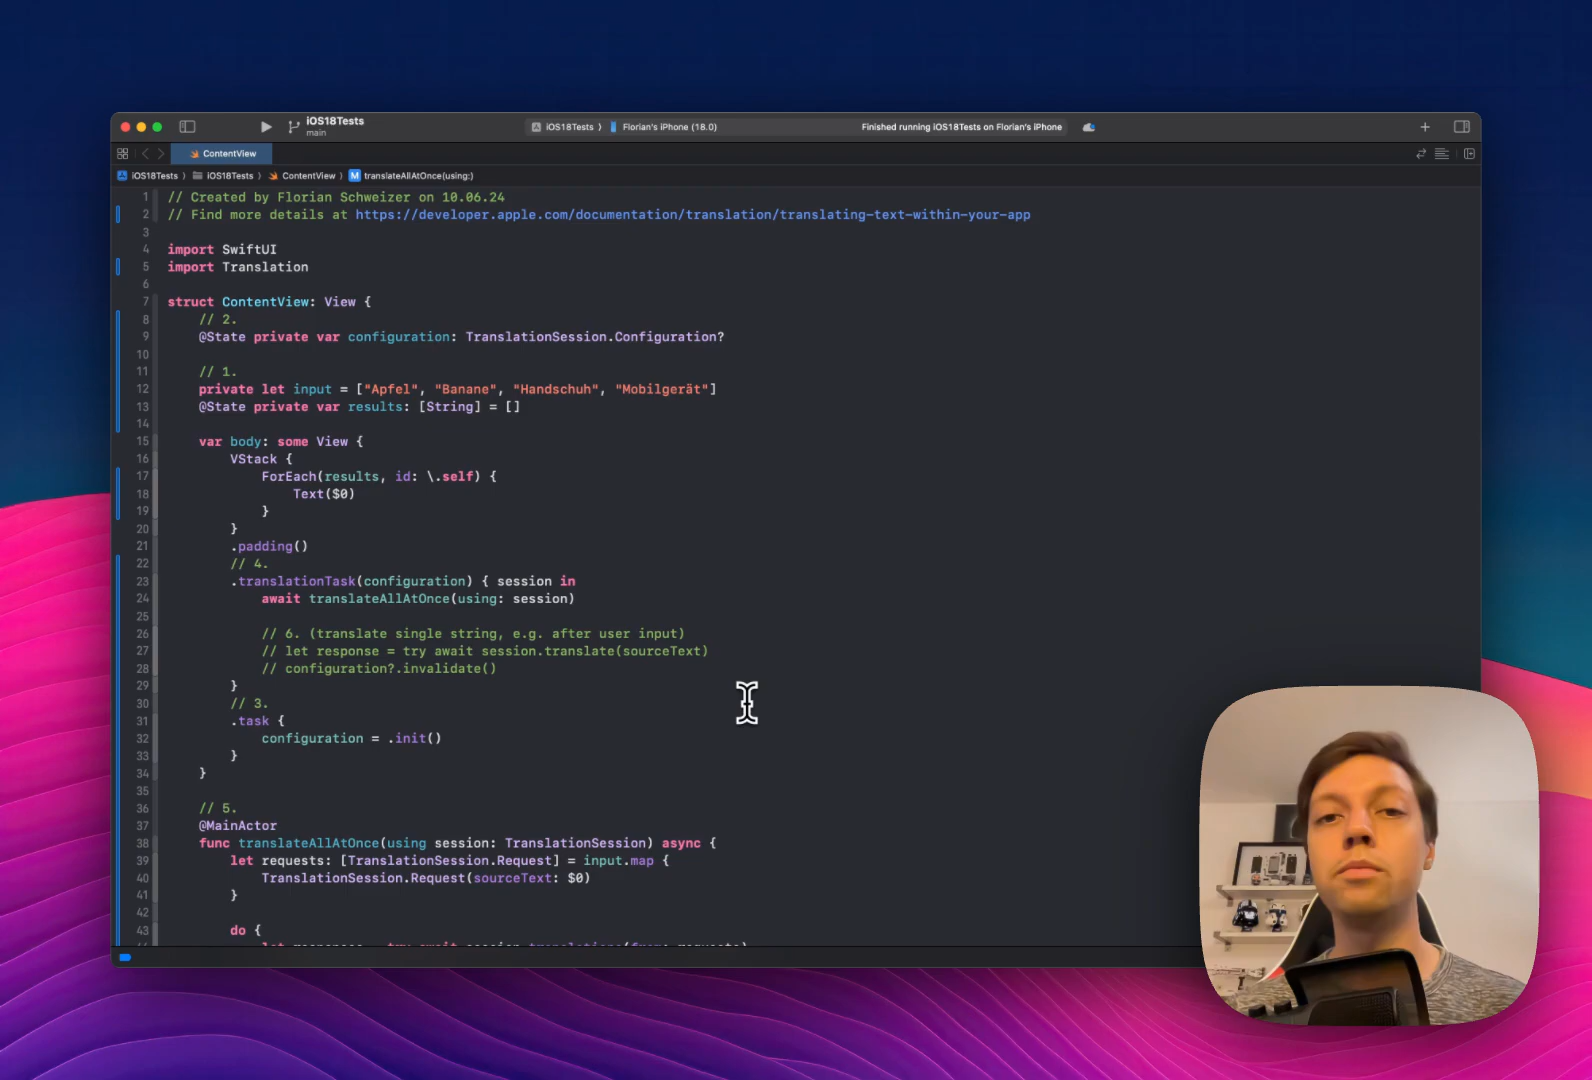 iOS18Tests
main
iOS18Tests
Florian's iPhone (18.0)
Finished running iOS18Tests on Florian's iPhone
ContentView
iOS18Tests
iOS18Tests
ContentView
M
translateAllAtOnce(using:)
1 // Created by Florian Schweizer on 10.06.24
2 // Find more details at https://developer.apple.com/documentation/translation/translating-text-within-your-app
3
4 import SwiftUI
5 import Translation
6
7 struct ContentView: View {
8 // 2.
9 @State private var configuration: TranslationSession.Configuration?
10
11 // 1.
12 private let input = ["Apfel", "Banane", "Handschuh", "Mobilgerät"]
13 @State private var results: [String] = []
14
15 var body: some View {
16 VStack {
17 ForEach(results, id: \.self) {
18 Text($0)
19 }
20 }
21 .padding()
22 // 4.
23 .translationTask(configuration) { session in
24 await translateAllAtOnce(using: session)
25
26 // 6. (translate single string, e.g. after user input)
27 // let response = try await session.translate(sourceText)
28 // configuration?.invalidate()
29 }
30 // 3.
31 .task {
32 configuration = .init()
33 }
34 }
35
36 // 5.
37 @MainActor
38 func translateAllAtOnce(using session: TranslationSession) async {
39 let requests: [TranslationSession.Request] = input.map {
40 TranslationSession.Request(sourceText: $0)
41 }
42
43 do {